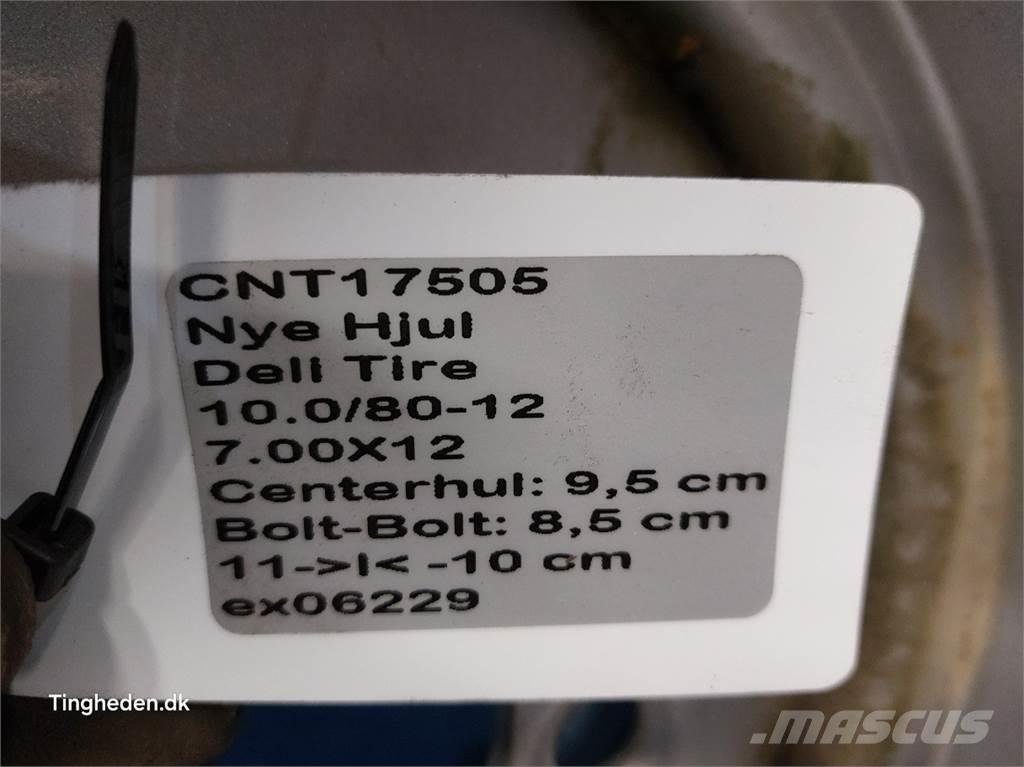 CNT17505
Nye Hjul
Deli Tire
10.0/80-12
7.00X12
Centerhul: 9,5 cm
Bolt-Bolt: 8,5 cm
11->I< -10 cm
ex06229
Tingheden.dk
MASCUS